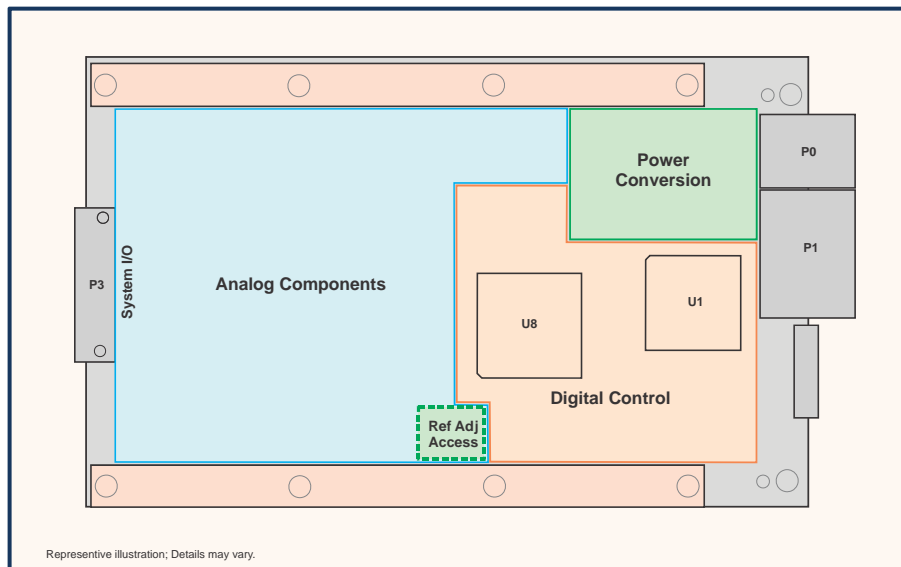 Power
Conversion
P0
P1
P3
System I/O
Analog Components
U8
U1
Digital Control
Ref Adj
Access
Representive illustration; Details may vary.